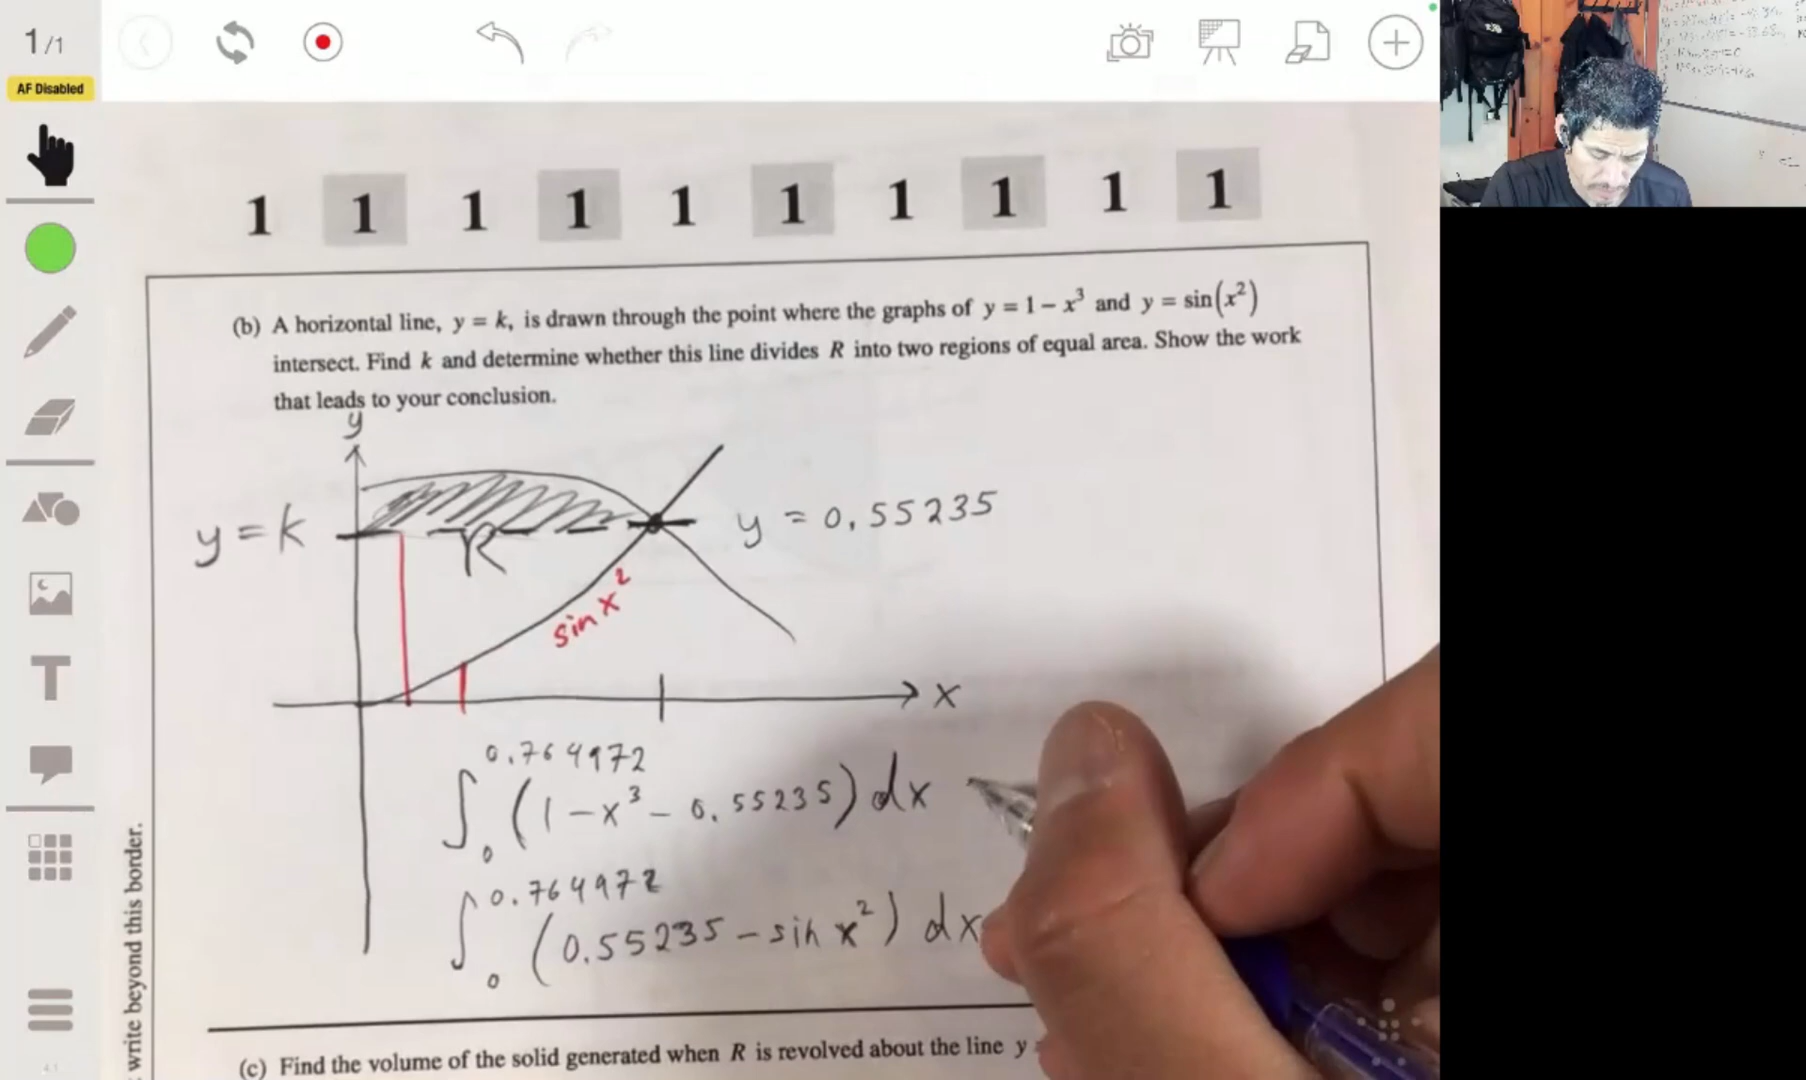 1/1
AF Disabled
1 1 1 1 1 1 1 1 1 1
(b) A horizontal line, y = k, is drawn through the point where the graphs of y = 1 − x³ and y = sin(x²)
intersect. Find k and determine whether this line divides R into two regions of equal area. Show the work
that leads to your conclusion.
y
y = k
R
y = 0.55235
sin x²
x
∫₀^0.764972 (1 − x³ − 0.55235) dx
∫₀^0.764972 (0.55235 − sin x²) dx
write beyond this border.
(c) Find the volume of the solid generated when R is revolved about the line y
T